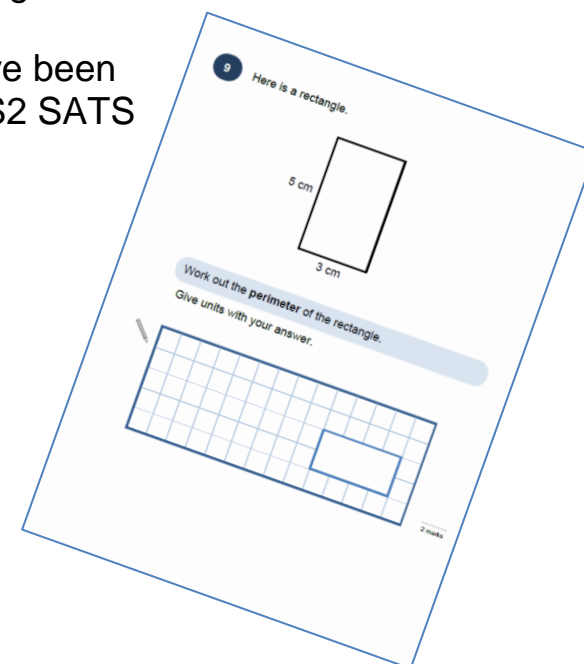 ve been
S2 SATS
9
Here is a rectangle.
5 cm
3 cm
Work out the perimeter of the rectangle.
Give units with your answer.
2 marks